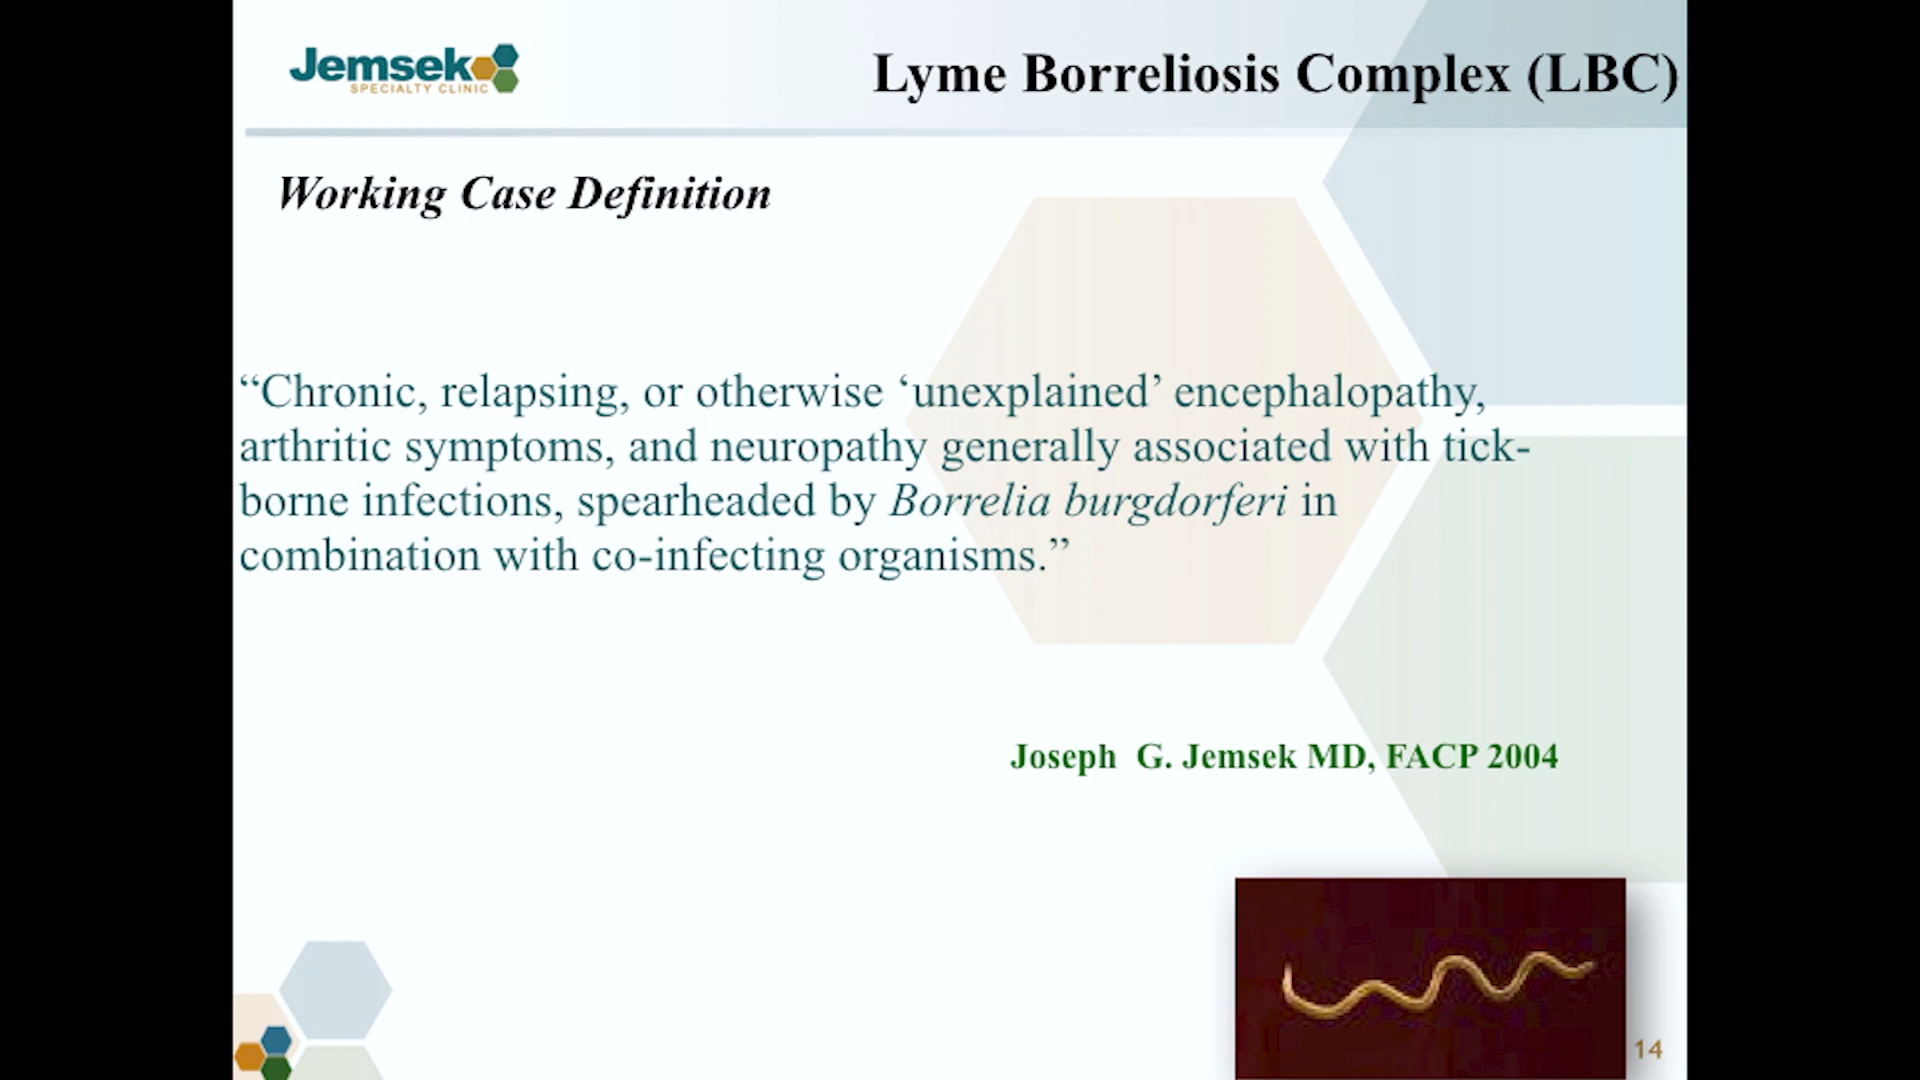 Jemsek
SPECIALTY CLINIC
Lyme Borreliosis Complex (LBC)
Working Case Definition
“Chronic, relapsing, or otherwise ‘unexplained’ encephalopathy,
arthritic symptoms, and neuropathy generally associated with tick-
borne infections, spearheaded by Borrelia burgdorferi in
combination with co-infecting organisms.”
Joseph G. Jemsek MD, FACP 2004
14